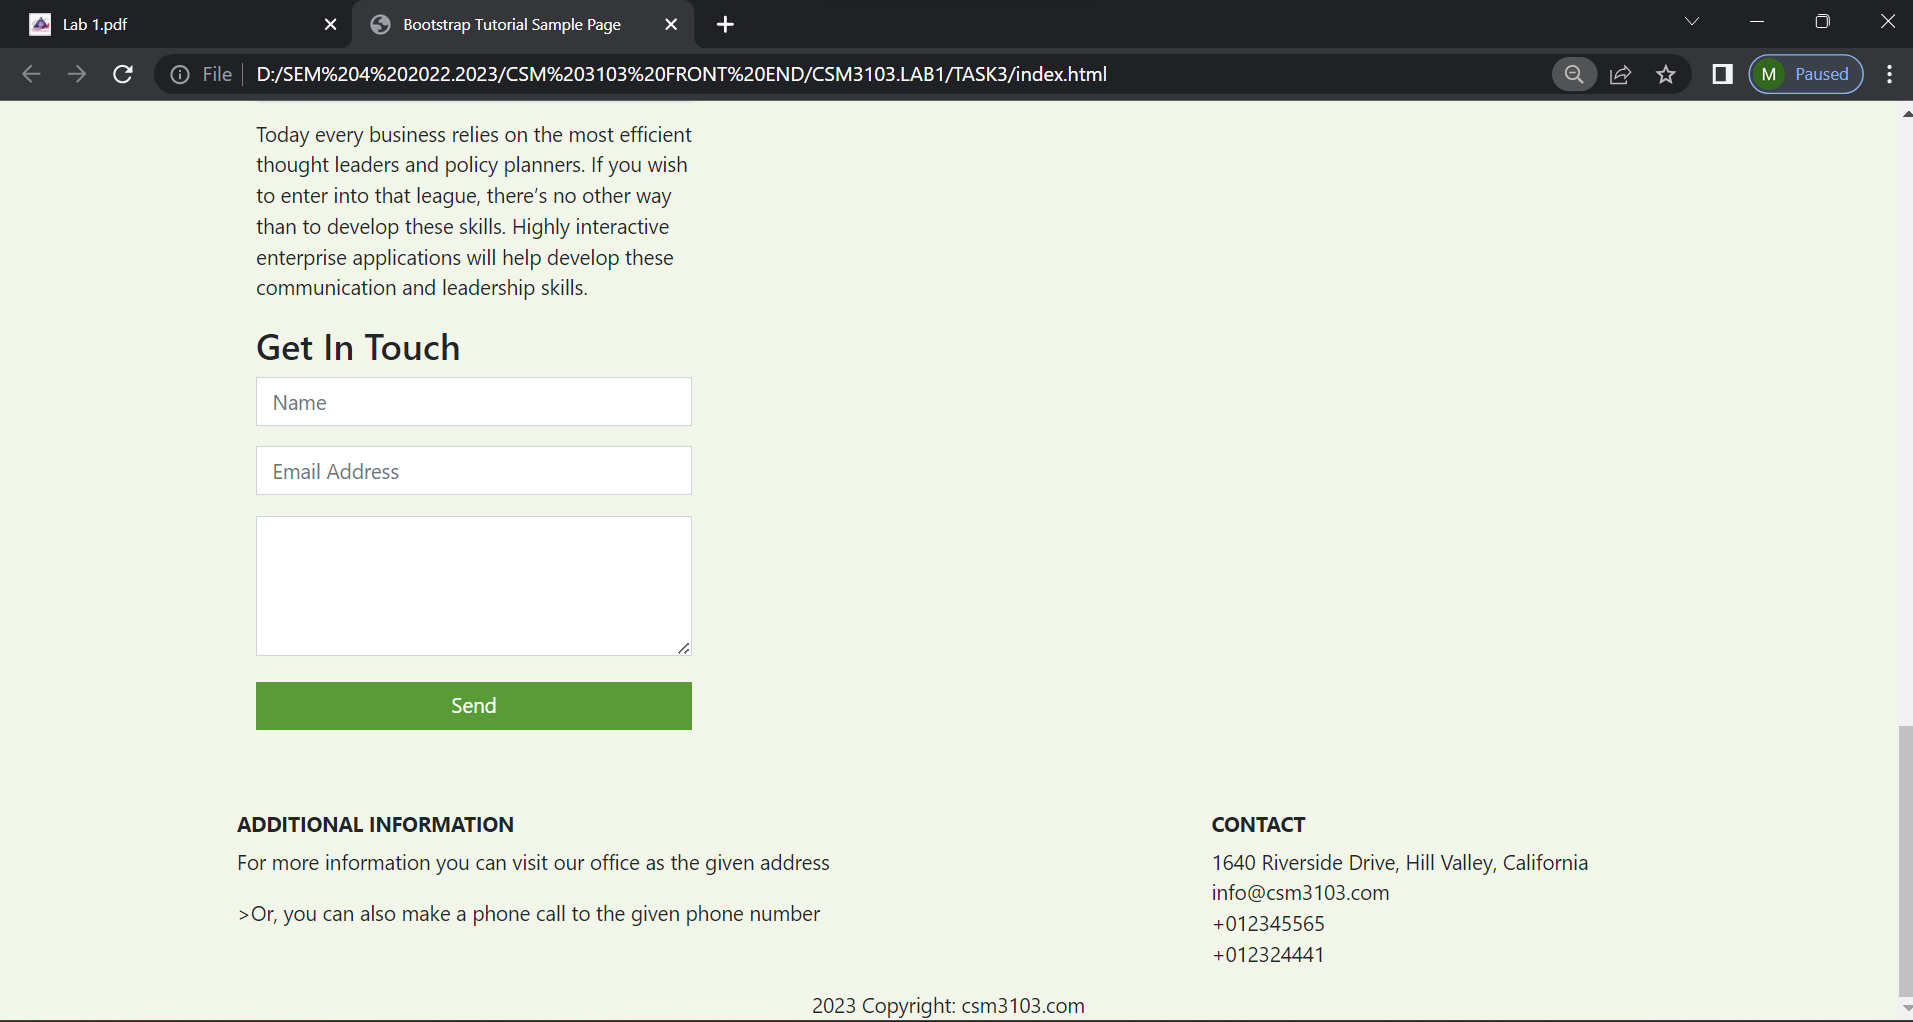 Lab 1.pdf
Bootstrap Tutorial Sample Page
File
D:/SEM%204%202022.2023/CSM%203103%20FRONT%20END/CSM3103.LAB1/TASK3/index.html
M Paused
Today every business relies on the most efficient
thought leaders and policy planners. If you wish
to enter into that league, there’s no other way
than to develop these skills. Highly interactive
enterprise applications will help develop these
communication and leadership skills.
Get In Touch
Name
Email Address
Send
ADDITIONAL INFORMATION
For more information you can visit our office as the given address
>Or, you can also make a phone call to the given phone number
CONTACT
1640 Riverside Drive, Hill Valley, California
info@csm3103.com
+012345565
+012324441
2023 Copyright: csm3103.com